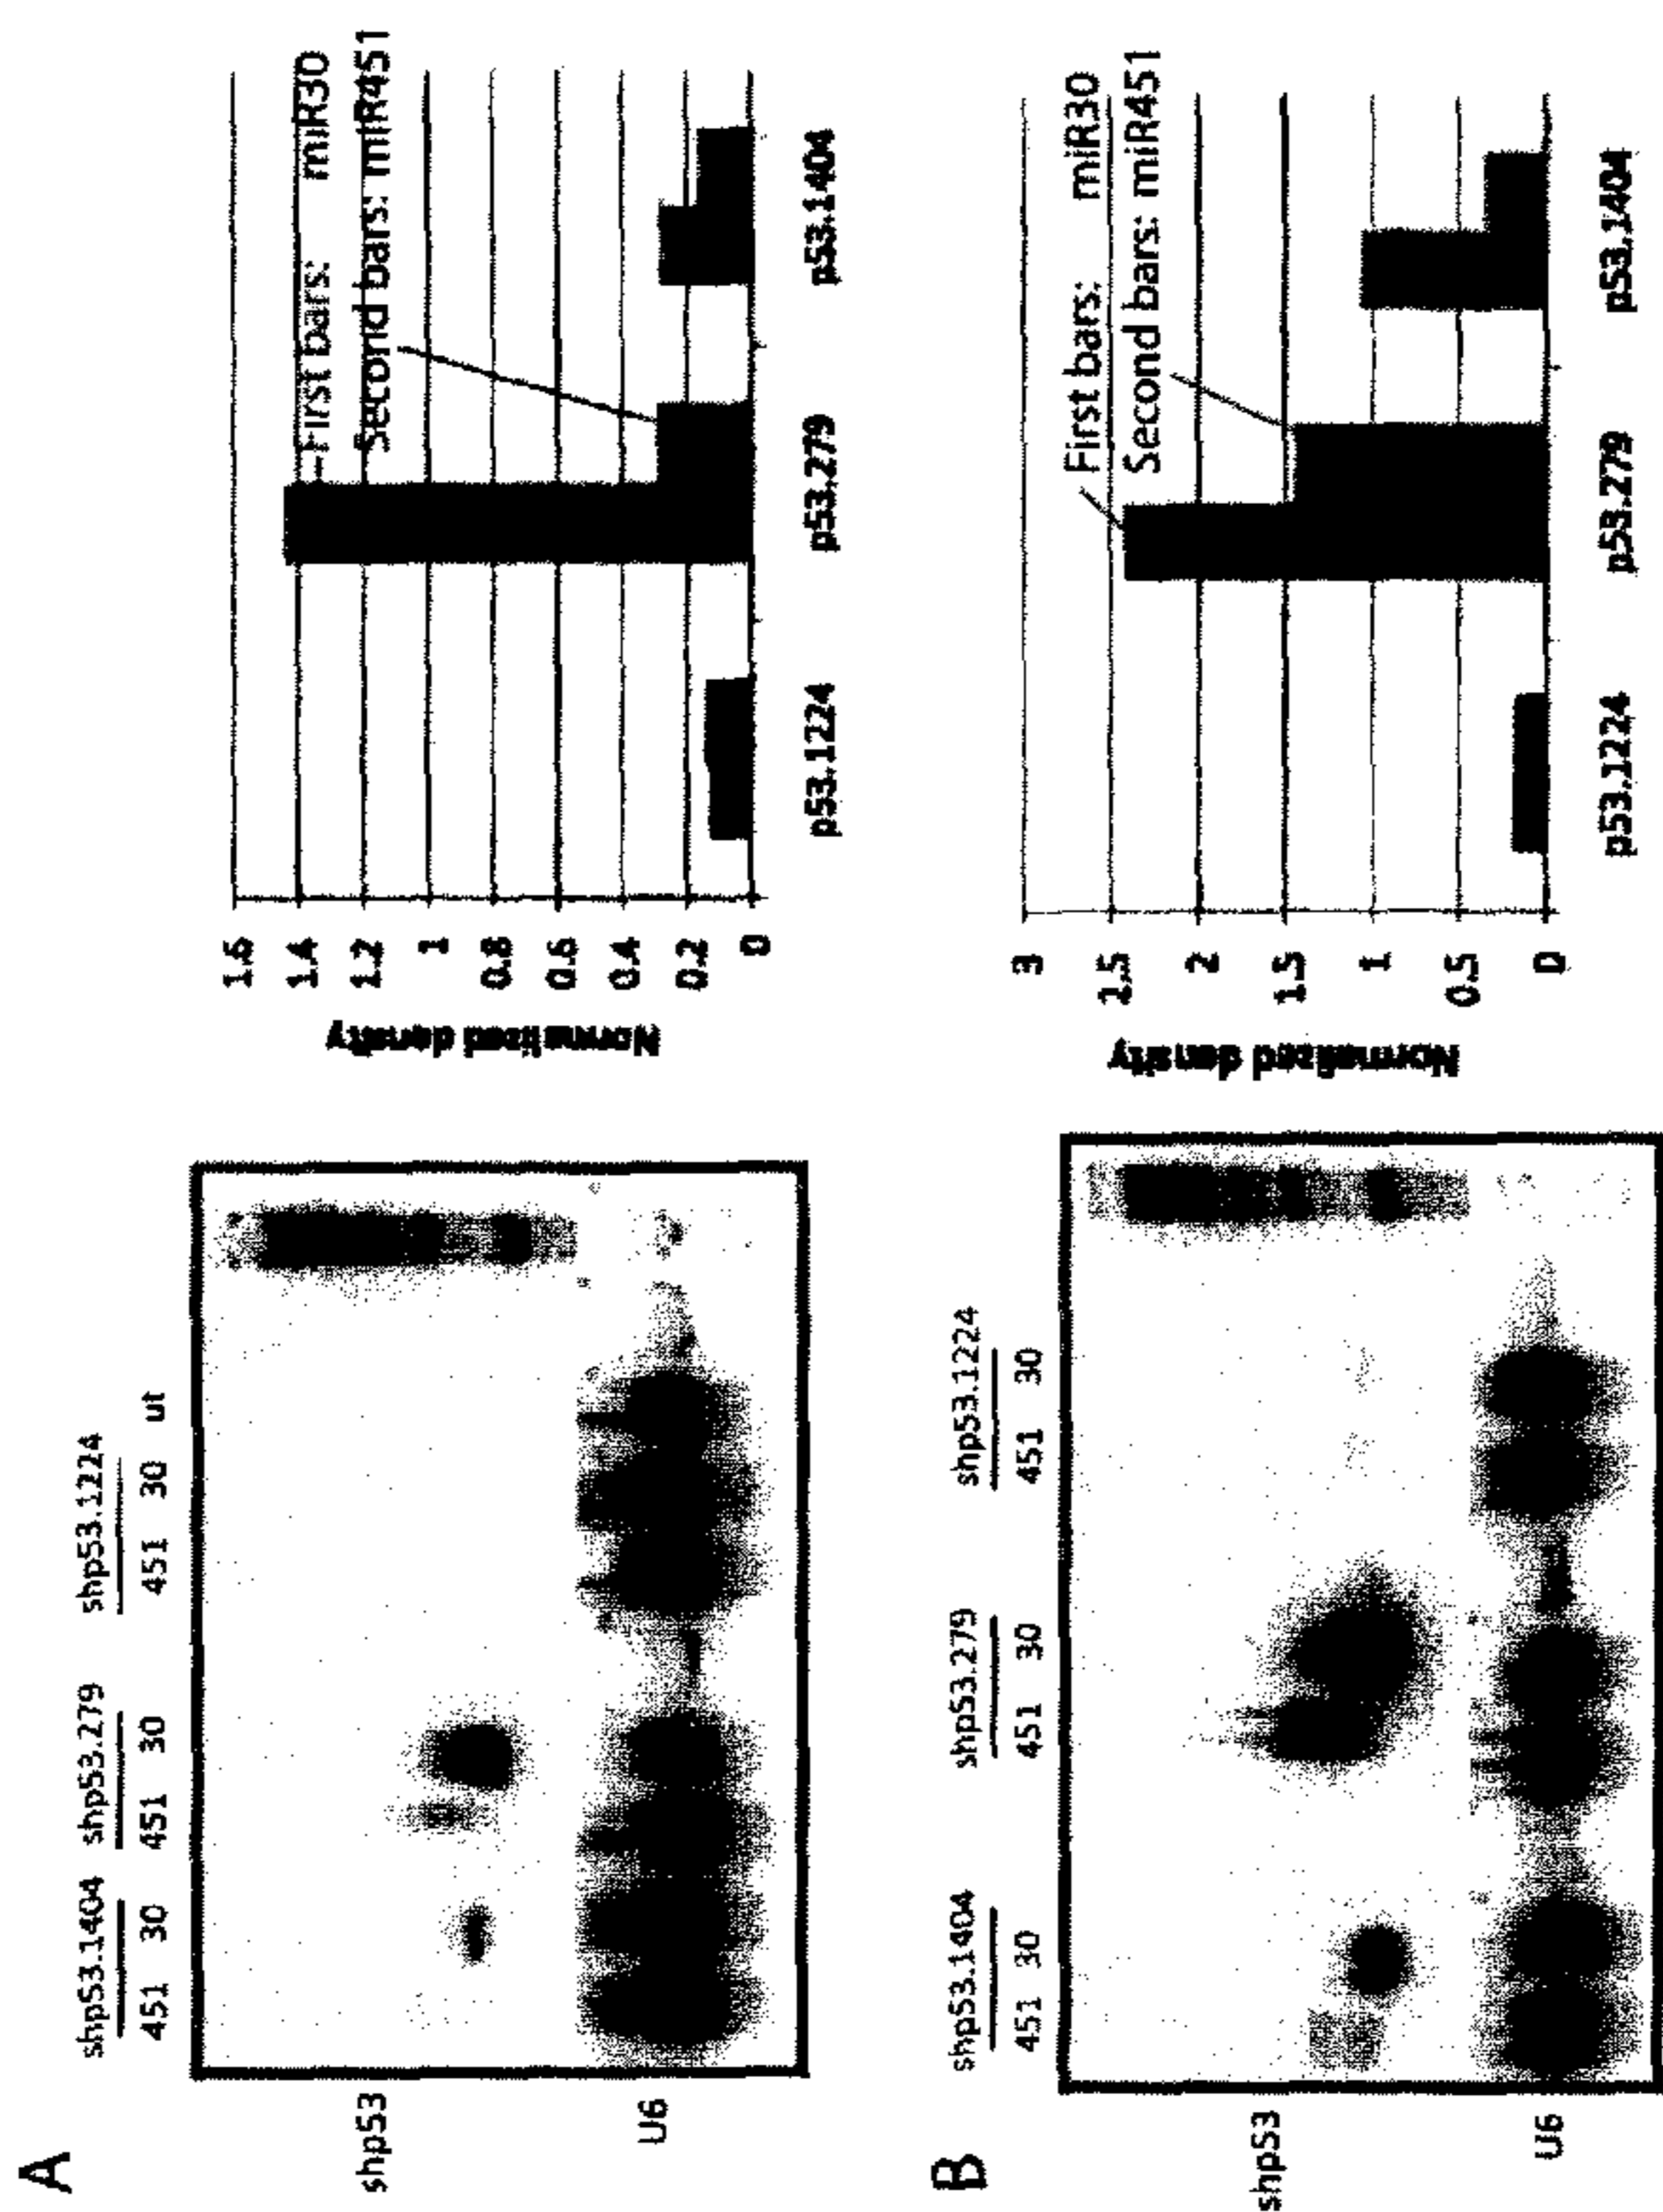 A
shp53.1404 shp53.279 shp53.1224
451 30 451 30 451 30 ut
shp53
U6
Normalized density
1.6
1.4
1.2
1
0.8
0.6
0.4
0.2
0
First bars: miR30
Second bars: miR451
p53.1224 p53.279 p53.1404
B
shp53.1404 shp53.279 shp53.1224
451 30 451 30 451 30
shp53
U6
Normalized density
3
2.5
2
1.5
1
0.5
0
First bars: miR30
Second bars: miR451
p53.1224 p53.279 p53.1404